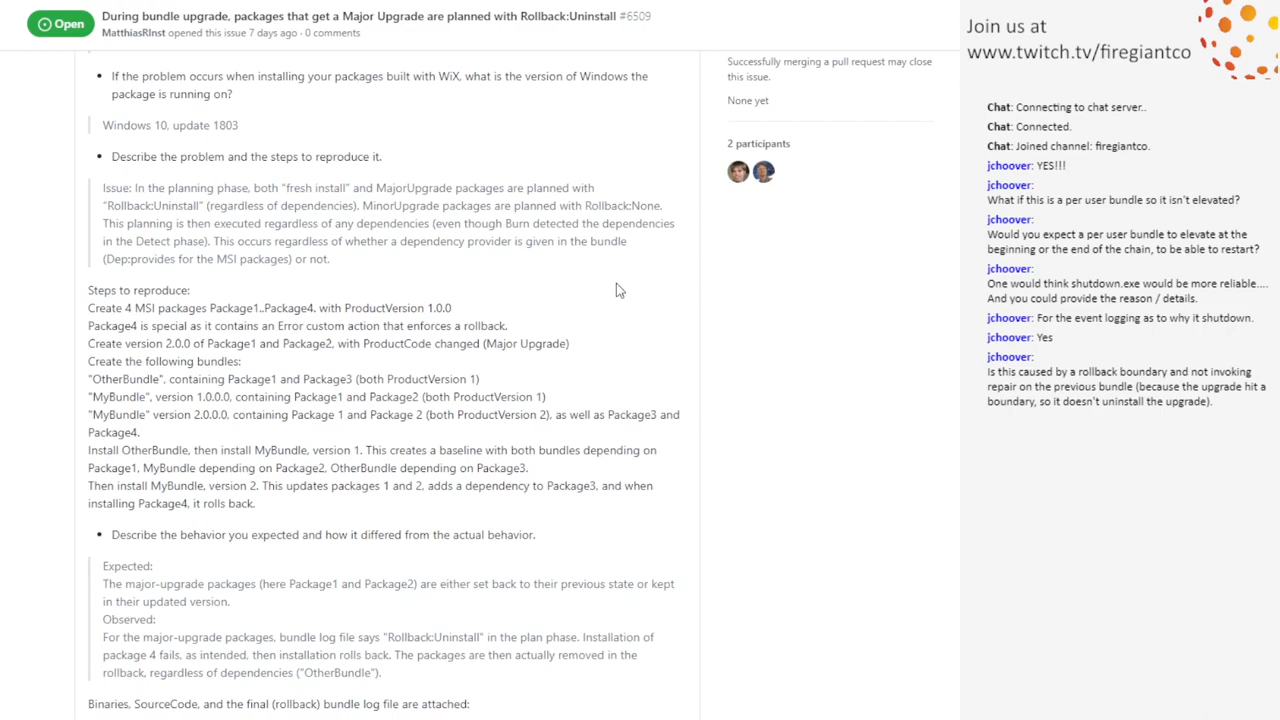 Open
During bundle upgrade, packages that get a Major Upgrade are planned with Rollback:Uninstall #6509
MatthiasRInst opened this issue 7 days ago · 0 comments
• If the problem occurs when installing your packages built with WiX, what is the version of Windows the
package is running on?
Windows 10, update 1803
• Describe the problem and the steps to reproduce it.
Issue: In the planning phase, both "fresh install" and MajorUpgrade packages are planned with
"Rollback:Uninstall" (regardless of dependencies). MinorUpgrade packages are planned with Rollback:None.
This planning is then executed regardless of any dependencies (even though Burn detected the dependencies
in the Detect phase). This occurs regardless of whether a dependency provider is given in the bundle
(Dep:provides for the MSI packages) or not.
Steps to reproduce:
Create 4 MSI packages Package1..Package4. with ProductVersion 1.0.0
Package4 is special as it contains an Error custom action that enforces a rollback.
Create version 2.0.0 of Package1 and Package2, with ProductCode changed (Major Upgrade)
Create the following bundles:
"OtherBundle", containing Package1 and Package3 (both ProductVersion 1)
"MyBundle", version 1.0.0.0, containing Package1 and Package2 (both ProductVersion 1)
"MyBundle" version 2.0.0.0, containing Package 1 and Package 2 (both ProductVersion 2), as well as Package3 and
Package4.
Install OtherBundle, then install MyBundle, version 1. This creates a baseline with both bundles depending on
Package1, MyBundle depending on Package2, OtherBundle depending on Package3.
Then install MyBundle, version 2. This updates packages 1 and 2, adds a dependency to Package3, and when
installing Package4, it rolls back.
• Describe the behavior you expected and how it differed from the actual behavior.
Expected:
The major-upgrade packages (here Package1 and Package2) are either set back to their previous state or kept
in their updated version.
Observed:
For the major-upgrade packages, bundle log file says "Rollback:Uninstall" in the plan phase. Installation of
package 4 fails, as intended, then installation rolls back. The packages are then actually removed in the
rollback, regardless of dependencies ("OtherBundle").
Binaries, SourceCode, and the final (rollback) bundle log file are attached:
Successfully merging a pull request may close
this issue.
None yet
2 participants
Join us at
www.twitch.tv/firegiantco
Chat: Connecting to chat server..
Chat: Connected.
Chat: Joined channel: firegiantco.
jchoover: YES!!!
jchoover:
What if this is a per user bundle so it isn't elevated?
jchoover:
Would you expect a per user bundle to elevate at the
beginning or the end of the chain, to be able to restart?
jchoover:
One would think shutdown.exe would be more reliable....
And you could provide the reason / details.
jchoover: For the event logging as to why it shutdown.
jchoover: Yes
jchoover:
Is this caused by a rollback boundary and not invoking
repair on the previous bundle (because the upgrade hit a
boundary, so it doesn't uninstall the upgrade).